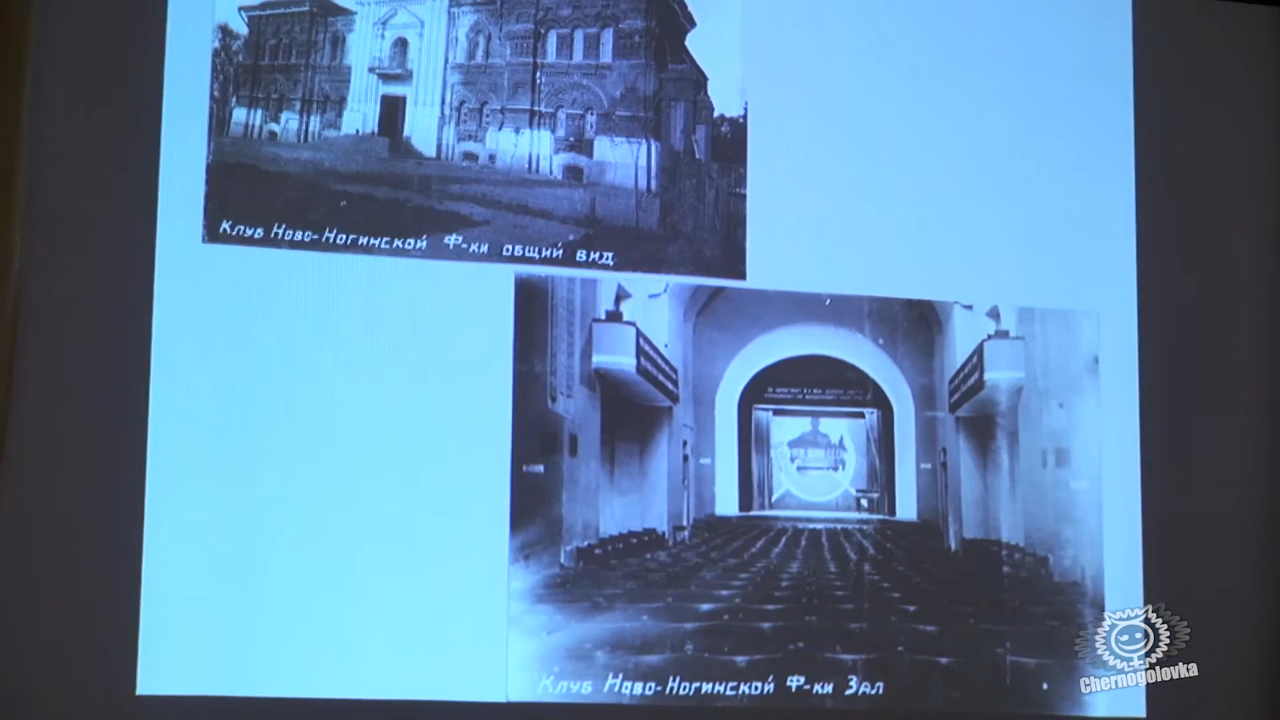 Клуб Ново-Ногинской Ф-ки общий вид
Клуб Ново-Ногинской Ф-ки Зал
Chernogolovka